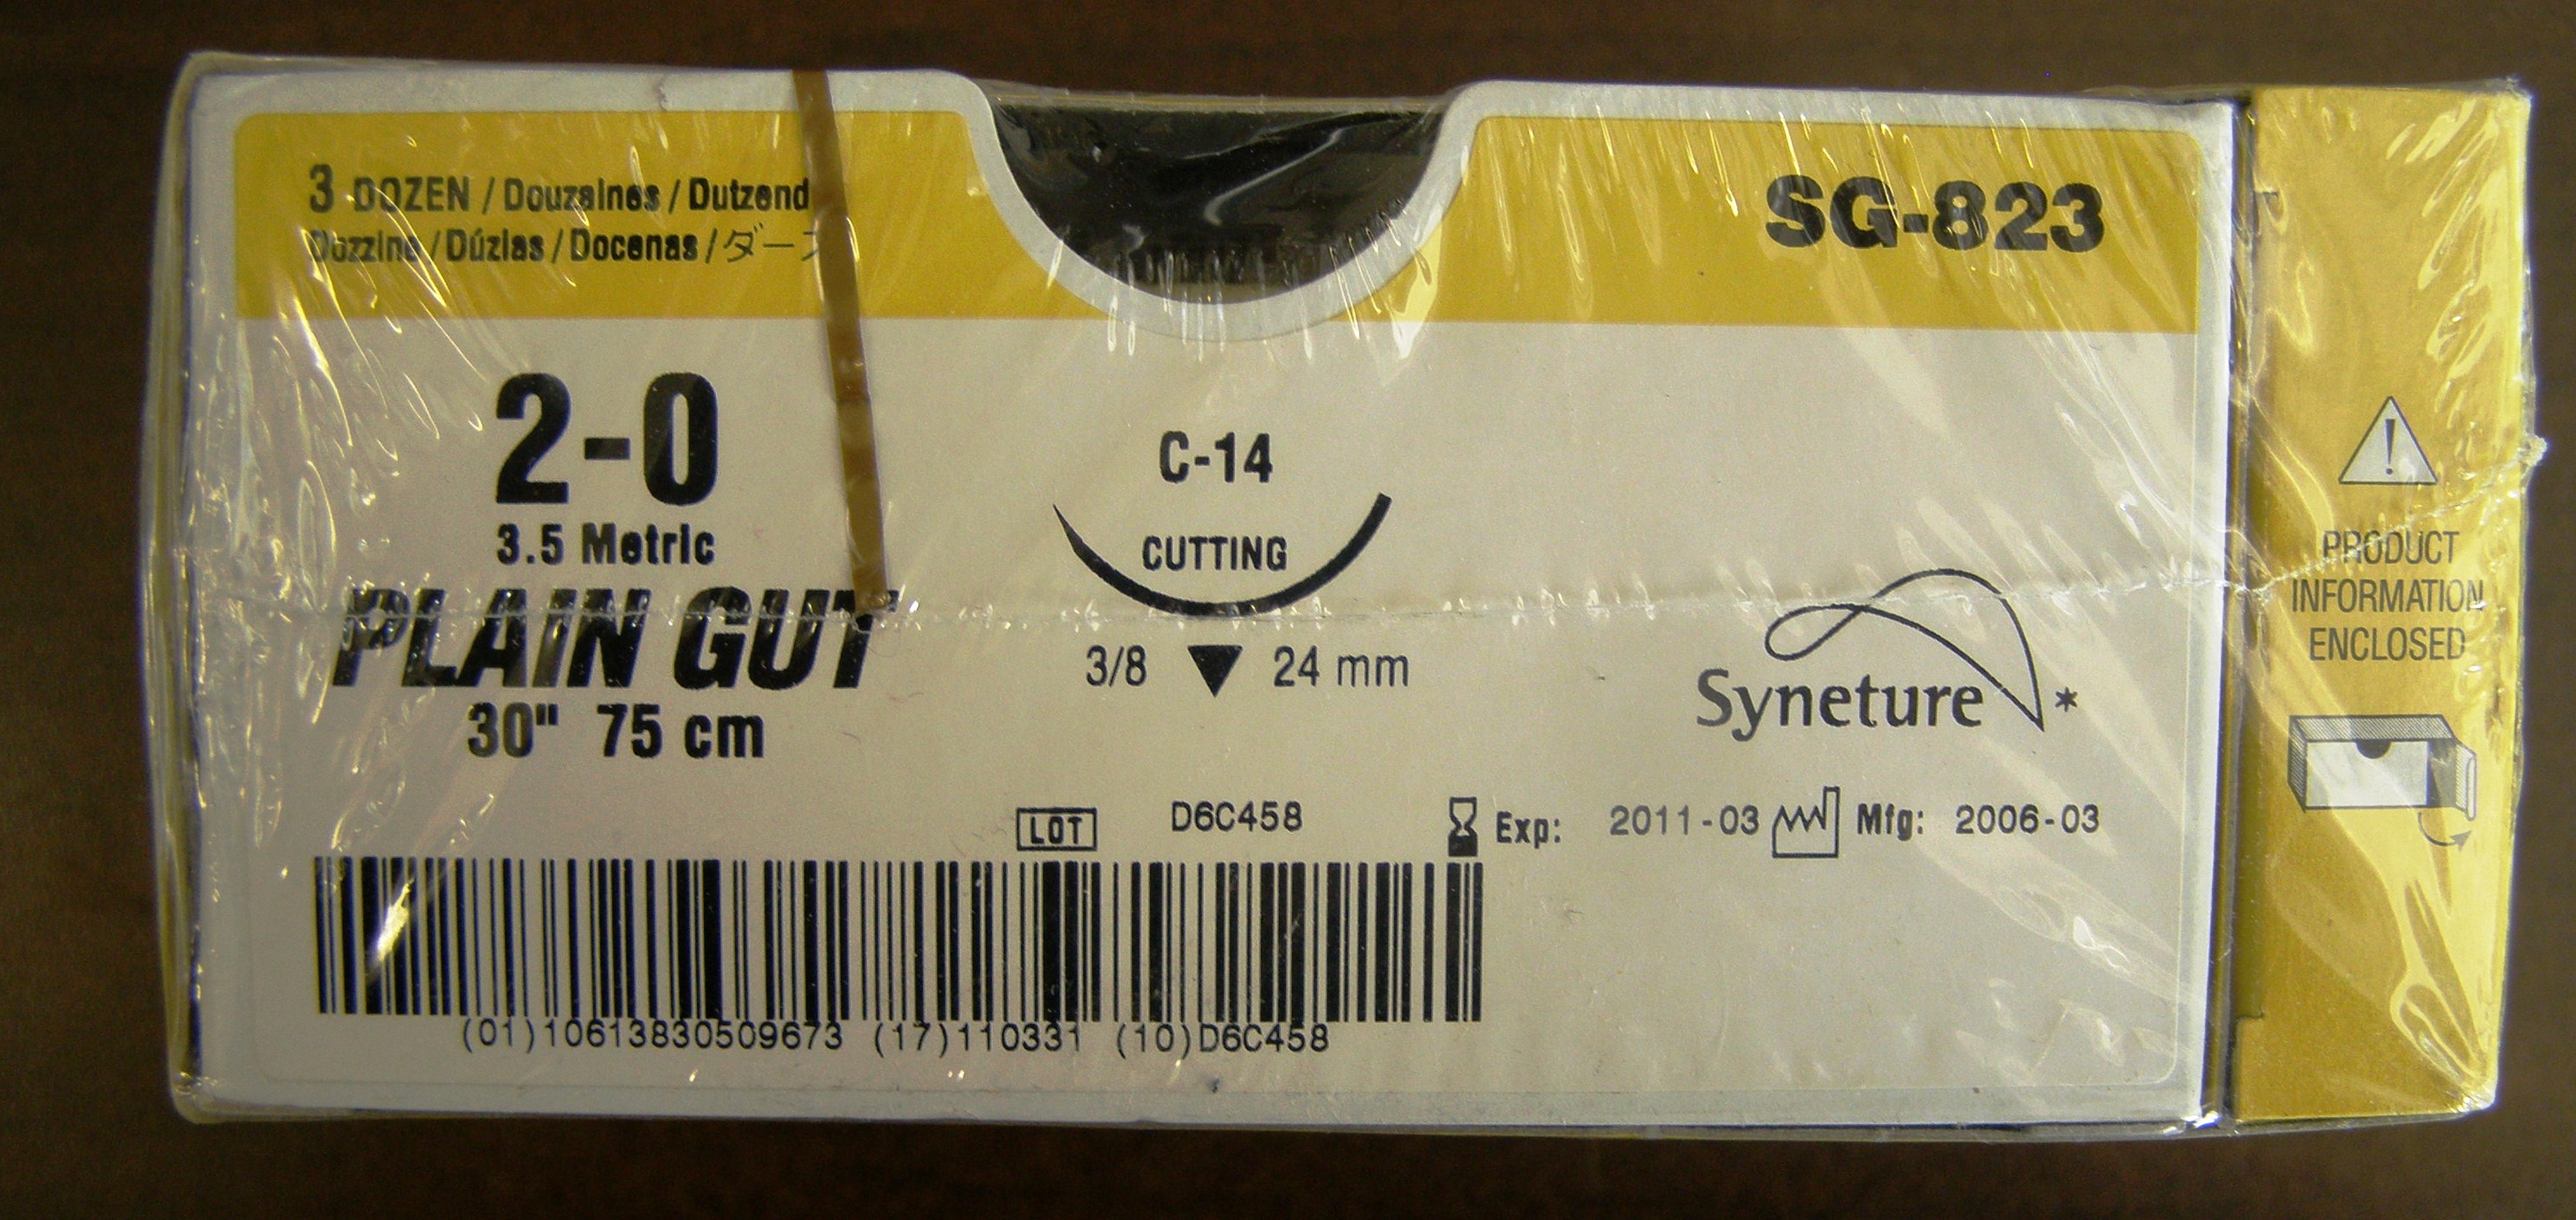 3 DOZEN / Douzaines / Dutzend
Dozzine / Dúzias / Docenas / ダー
SG-823
2-0
3.5 Metric
PLAIN GUT
30" 75 cm
C-14
CUTTING
3/8 24 mm
Syneture *
LOT D6C458 Exp: 2011-03 Mfg: 2006-03
(01)10613830509673 (17)110331 (10)D6C458
!
PRODUCT
INFORMATION
ENCLOSED